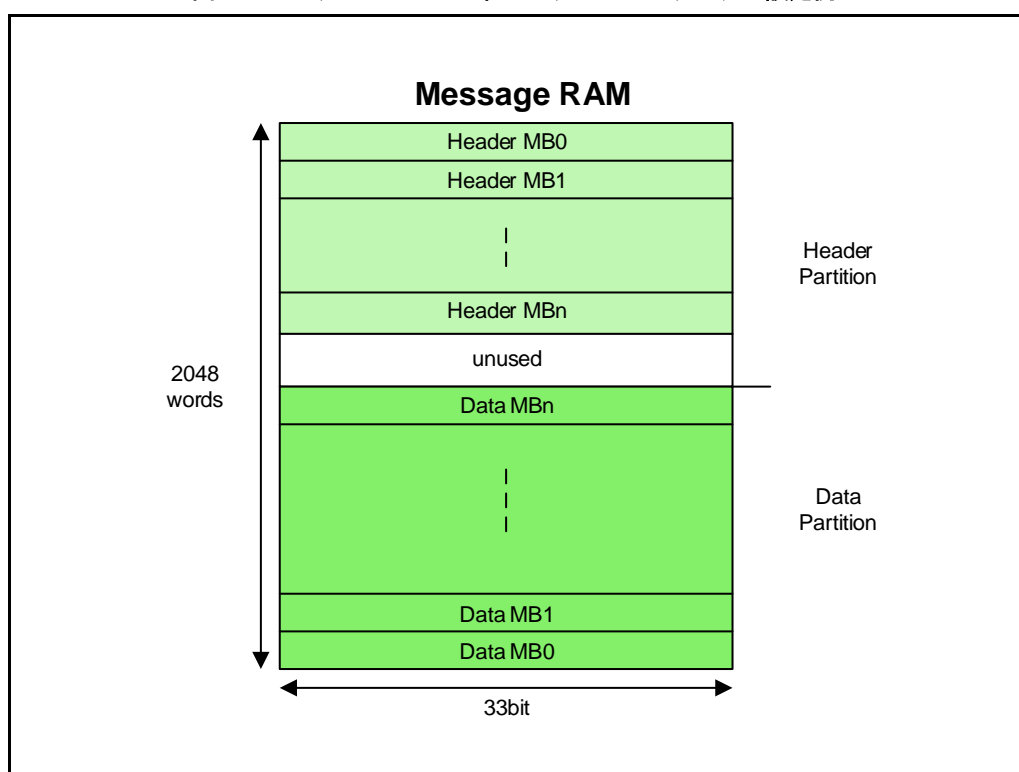 Message RAM
Header MB0
Header MB1
Header
Partition
Header MBn
unused
2048
words
Data MBn
Data
Partition
Data MB1
Data MB0
33bit